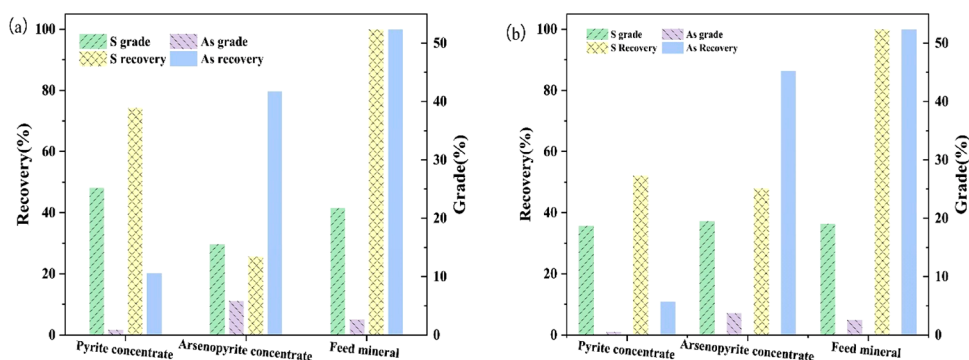 (a)
S grade
As grade
S recovery
As recovery
Recovery(%)
0
20
40
60
80
100
Grade(%)
0
10
20
30
40
50
Pyrite concentrate
Arsenopyrite concentrate
Feed mineral
(b)
S grade
As grade
S Recovery
As Recovery
Recovery(%)
0
20
40
60
80
100
Grade(%)
0
10
20
30
40
50
Pyrite concentrate
Arsenopyrite concentrate
Feed mineral